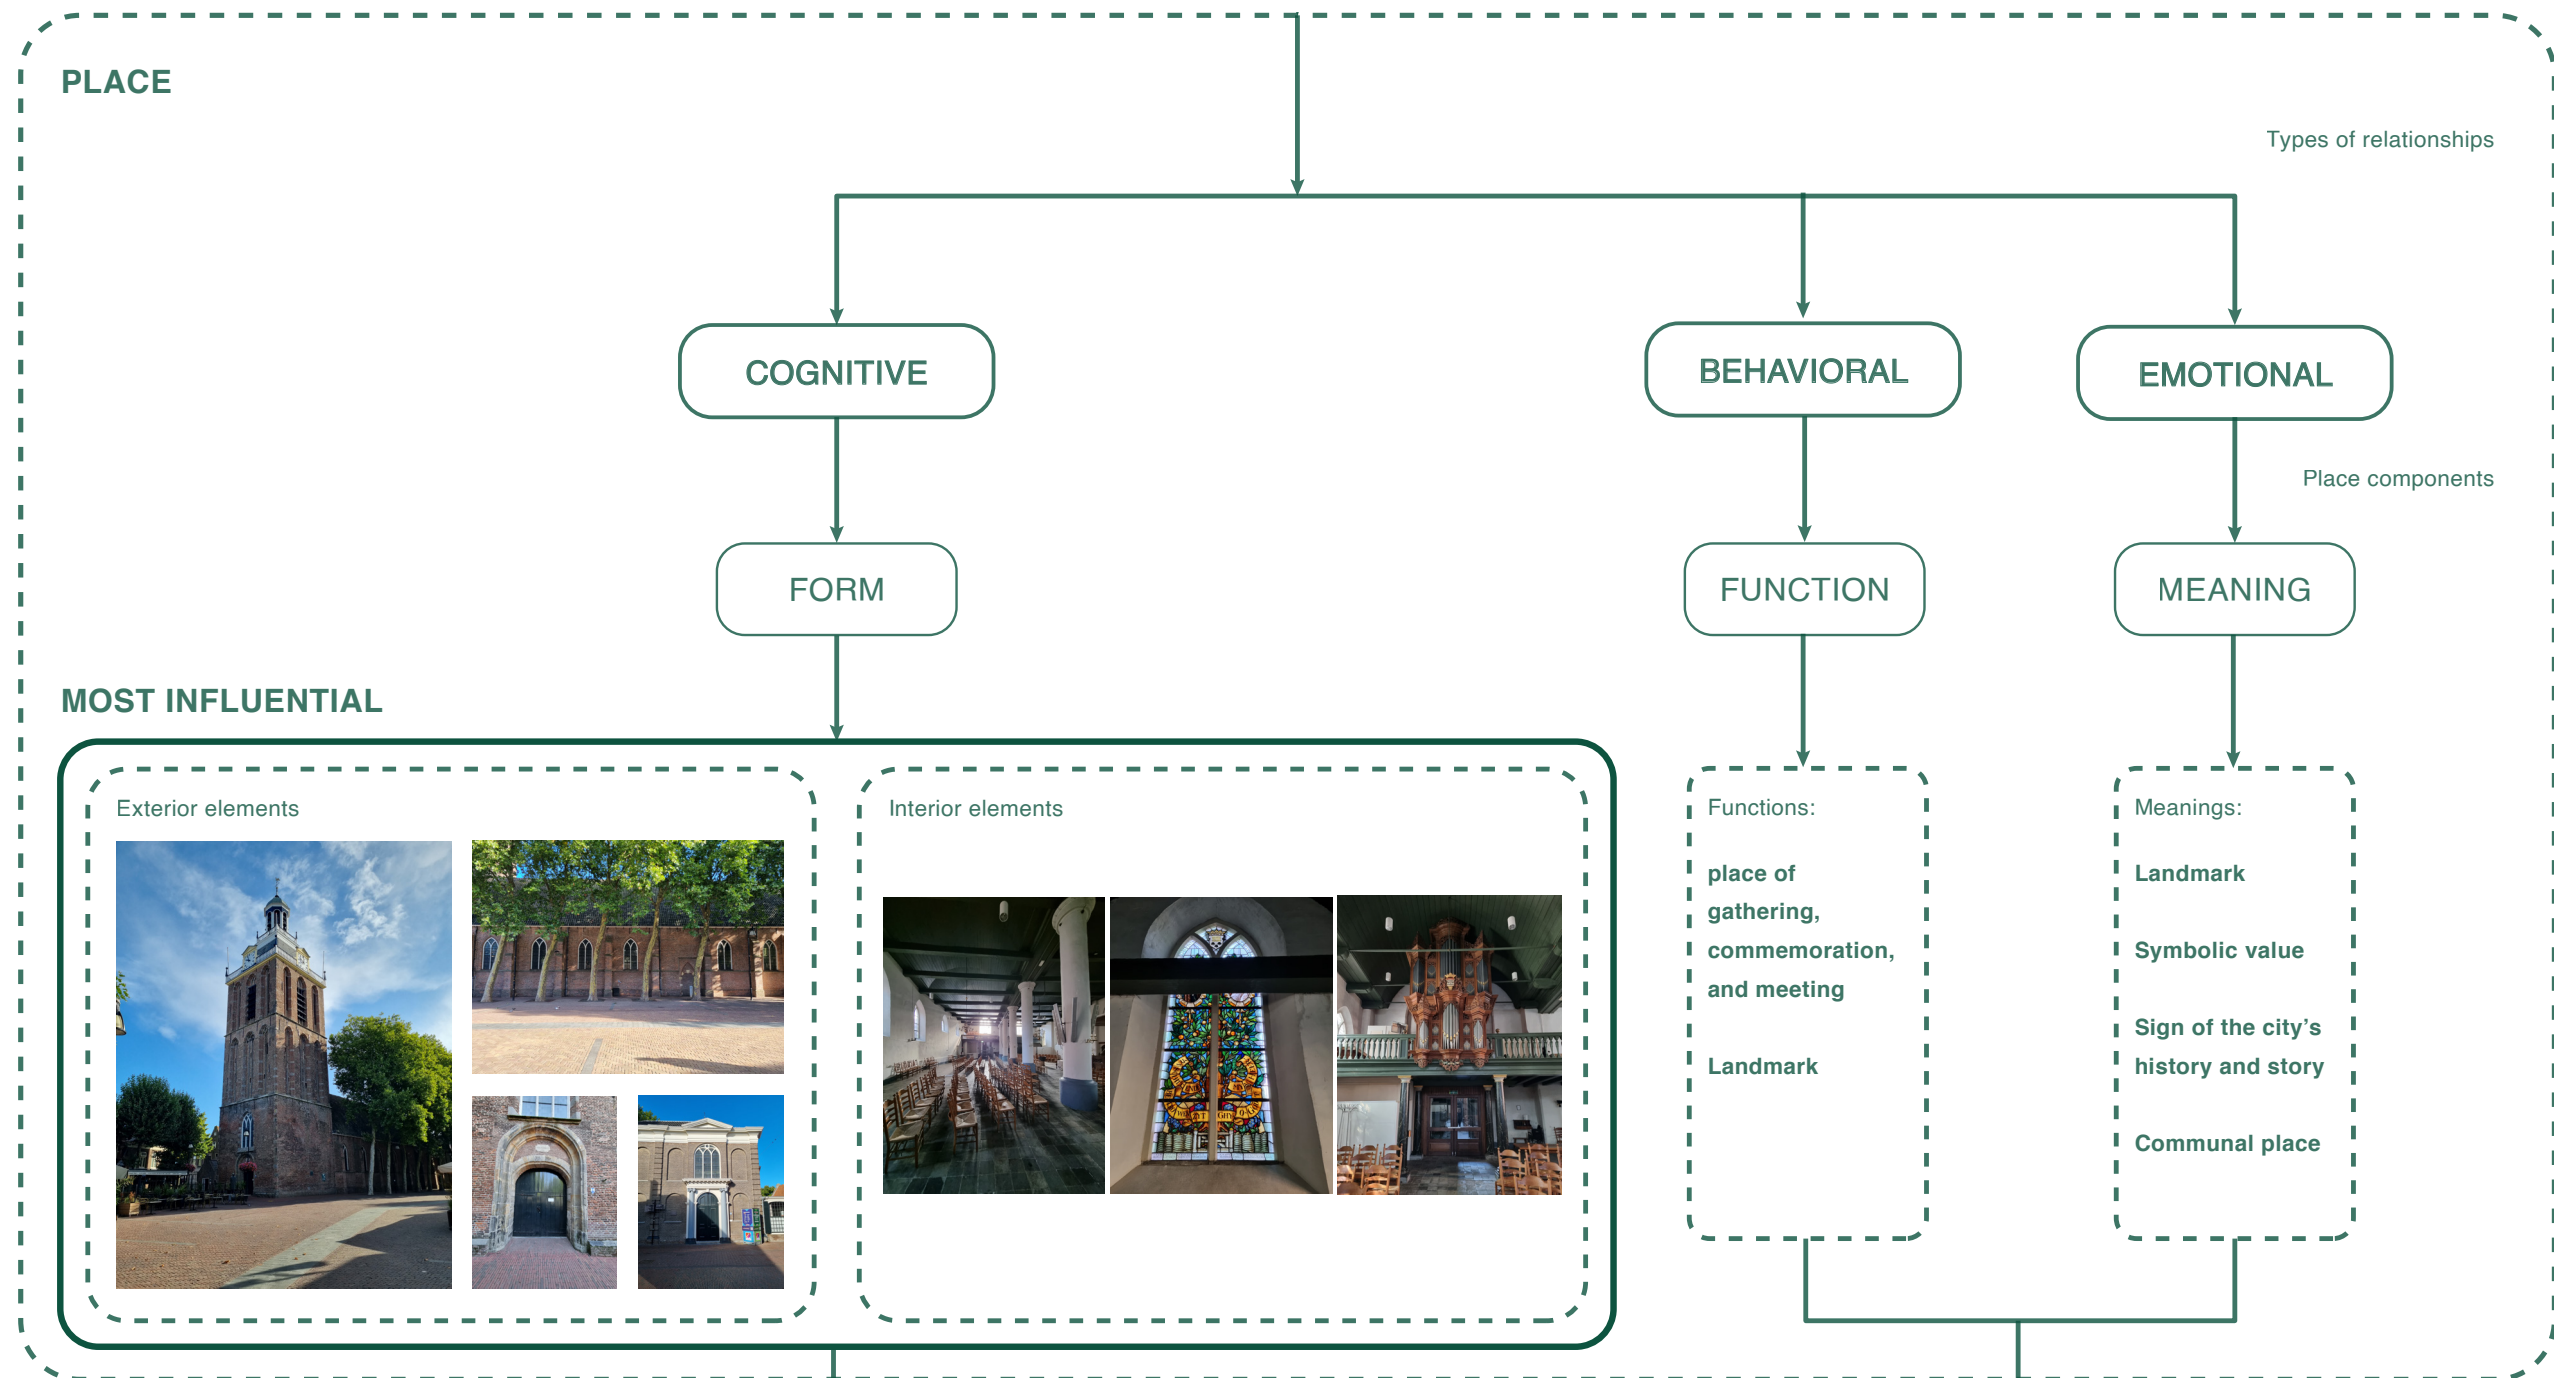 PLACE
Types of relationships
COGNITIVE
BEHAVIORAL
EMOTIONAL
Place components
FORM
FUNCTION
MEANING
MOST INFLUENTIAL
Exterior elements
Interior elements
Functions:
place of
gathering,
commemoration,
and meeting
Landmark
Meanings:
Landmark
Symbolic value
Sign of the city’s
history and story
Communal place